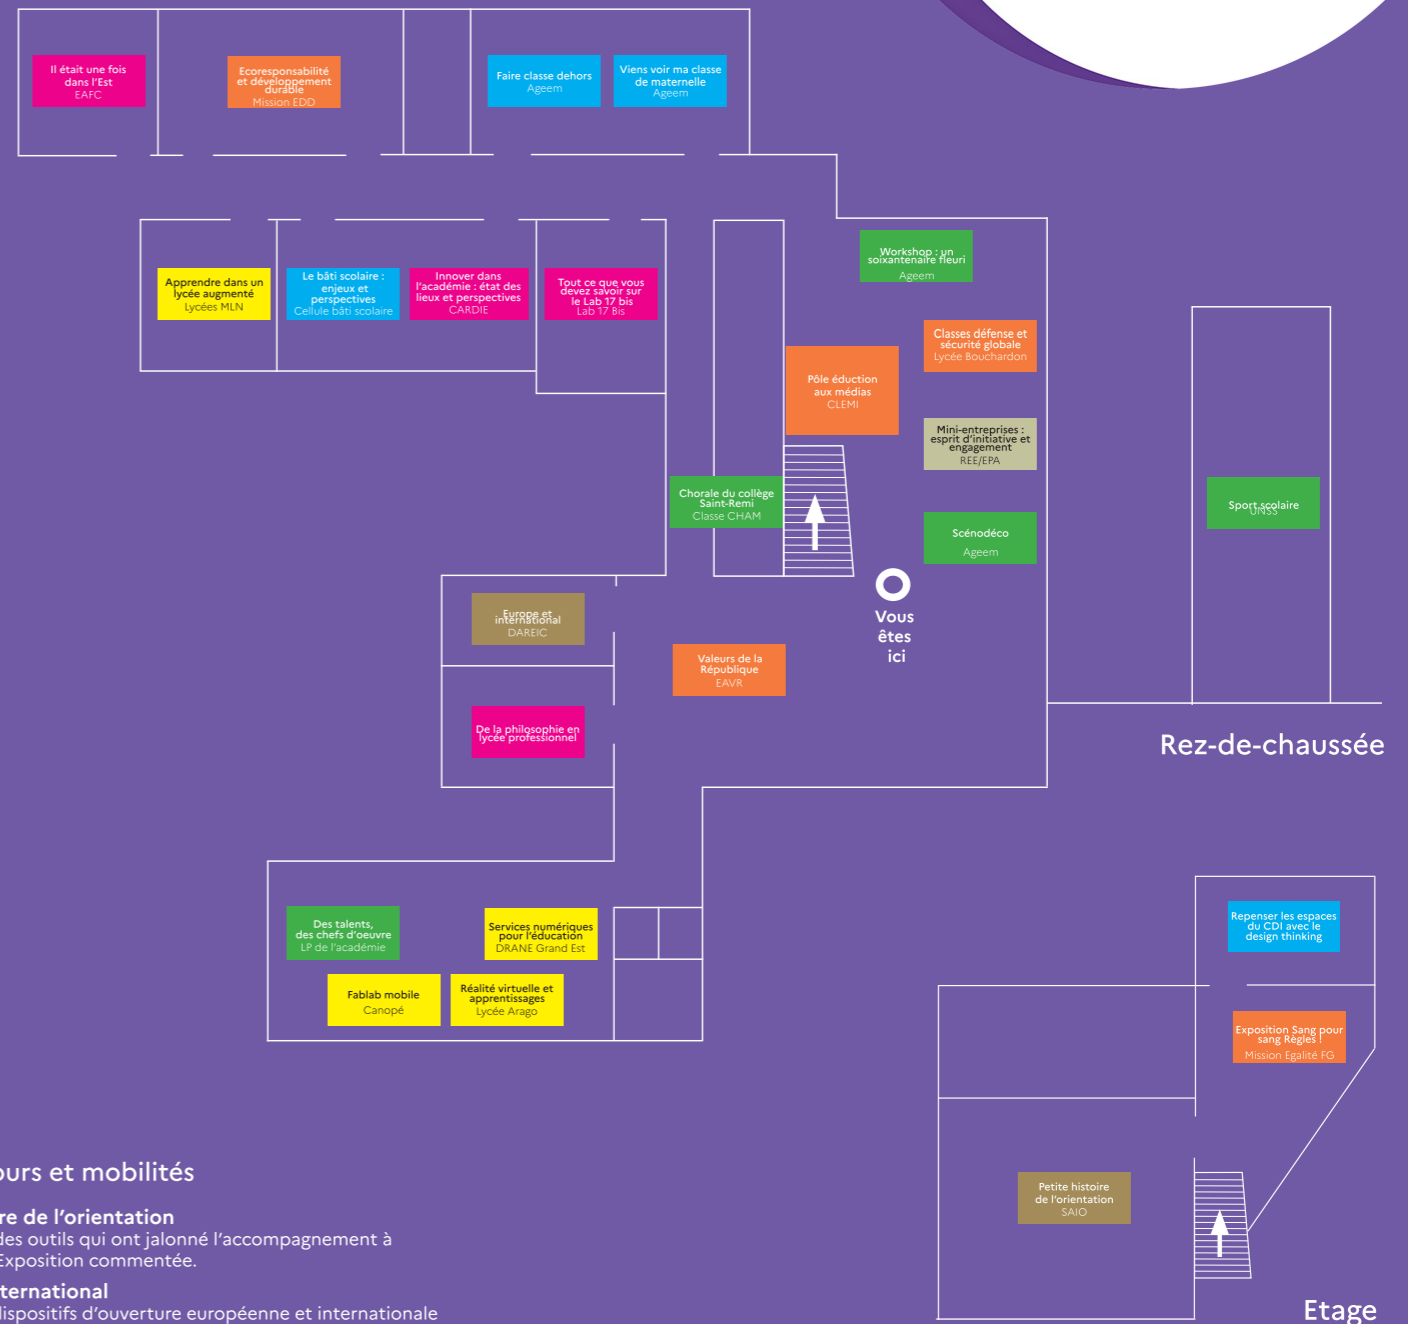 Il était une fois
dans l'Est
EAFC
Ecoresponsabilité
et développement
durable
Mission EDD
Faire classe dehors
Ageem
Viens voir ma classe
de maternelle
Ageem
Apprendre dans un
lycée augmenté
Lycées MLN
Le bâti scolaire :
enjeux et
perspectives
Cellule bâti scolaire
Innover dans
l'académie : état des
lieux et perspectives
CARDIE
Tout ce que vous
devez savoir sur
le Lab 17 bis
Lab 17 Bis
Workshop : un
soixantenaire fleuri
Ageem
Classes défense et
sécurité globale
Lycée Bouchardon
Pôle éduction
aux médias
CLEMI
Mini-entreprises :
esprit d'initiative et
engagement
REE/EPA
Chorale du collège
Saint-Remi
Classe CHAM
Scénodéco
Ageem
Sport scolaire
UNSS
Vous
êtes
ici
Europe et
international
DAREIC
Valeurs de la
République
EAVR
De la philosophie en
lycée professionnel
Rez-de-chaussée
Des talents,
des chefs d'oeuvre
LP de l'académie
Services numériques
pour l'éducation
DRANE Grand Est
Fablab mobile
Canopé
Réalité virtuelle et
apprentissages
Lycée Arago
Repenser les espaces
du CDI avec le
design thinking
Exposition Sang pour
sang Règles !
Mission Egalité FG
Petite histoire
de l'orientation
SAIO
Etage
ours et mobilités
re de l'orientation
des outils qui ont jalonné l'accompagnement à
Exposition commentée.
ternational
dispositifs d'ouverture européenne et internationale